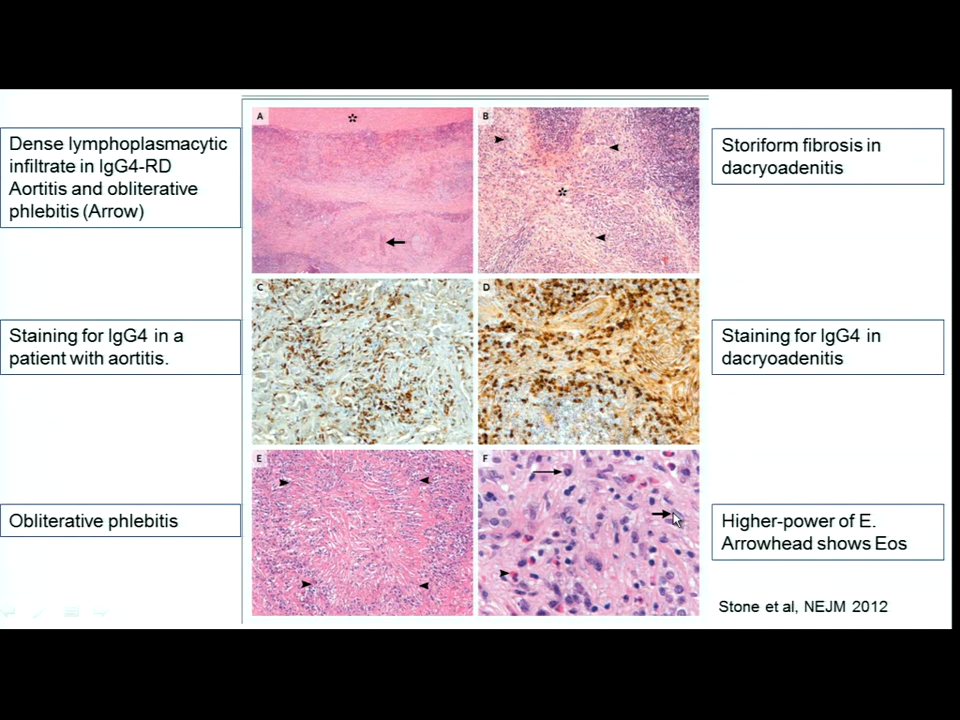 Dense lymphoplasmacytic
infiltrate in IgG4-RD
Aortitis and obliterative
phlebitis (Arrow)
A
B
Storiform fibrosis in
dacryoadenitis
Staining for IgG4 in a
patient with aortitis.
C
D
Staining for IgG4 in
dacryoadenitis
Obliterative phlebitis
E
F
Higher-power of E.
Arrowhead shows Eos
Stone et al, NEJM 2012